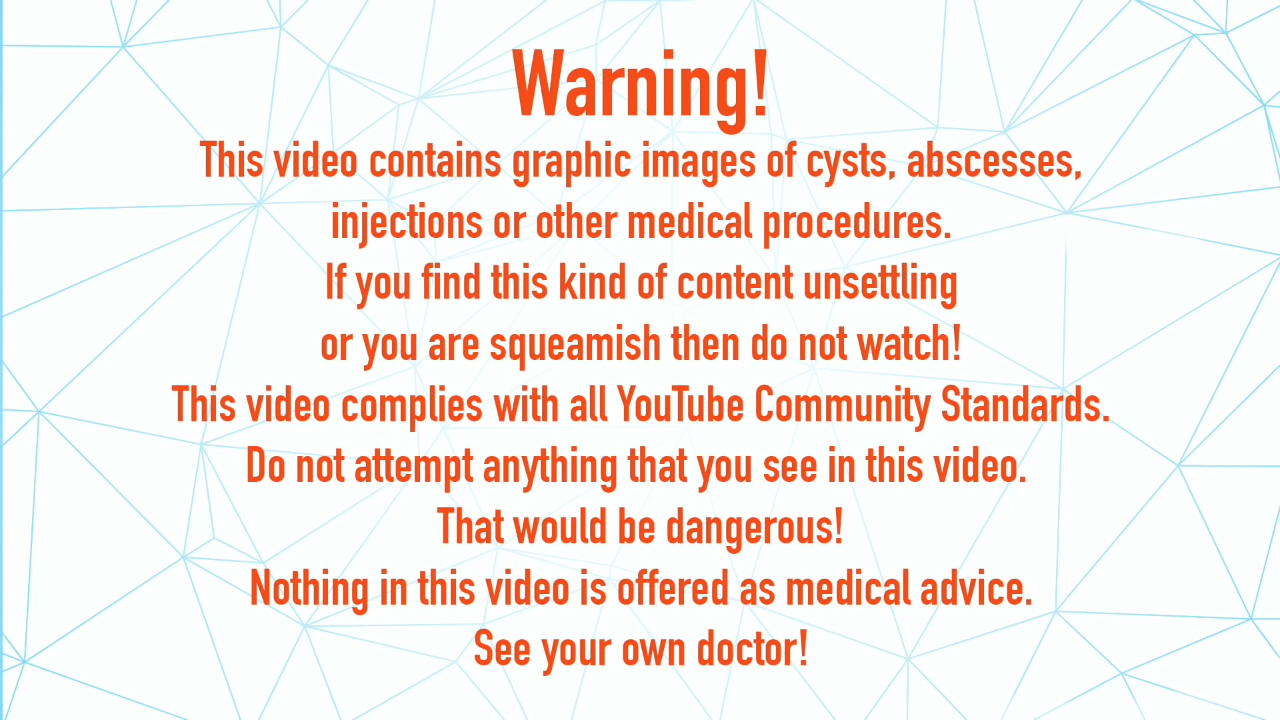 Warning!
This video contains graphic images of cysts, abscesses,
injections or other medical procedures.
If you find this kind of content unsettling
or you are squeamish then do not watch!
This video complies with all YouTube Community Standards.
Do not attempt anything that you see in this video.
That would be dangerous!
Nothing in this video is offered as medical advice.
See your own doctor!